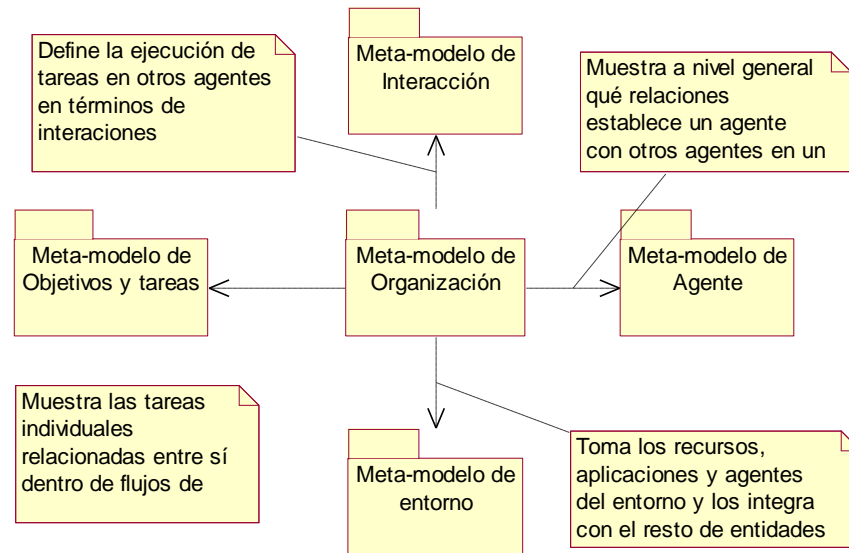 Define la ejecución de
tareas en otros agentes
en términos de
interaciones
Meta-modelo de
Interacción
Muestra a nivel general
qué relaciones
establece un agente
con otros agentes en un
Meta-modelo de
Objetivos y tareas
Meta-modelo de
Organización
Meta-modelo de
Agente
Muestra las tareas
individuales
relacionadas entre sí
dentro de flujos de
Meta-modelo de
entorno
Toma los recursos,
aplicaciones y agentes
del entorno y los integra
con el resto de entidades